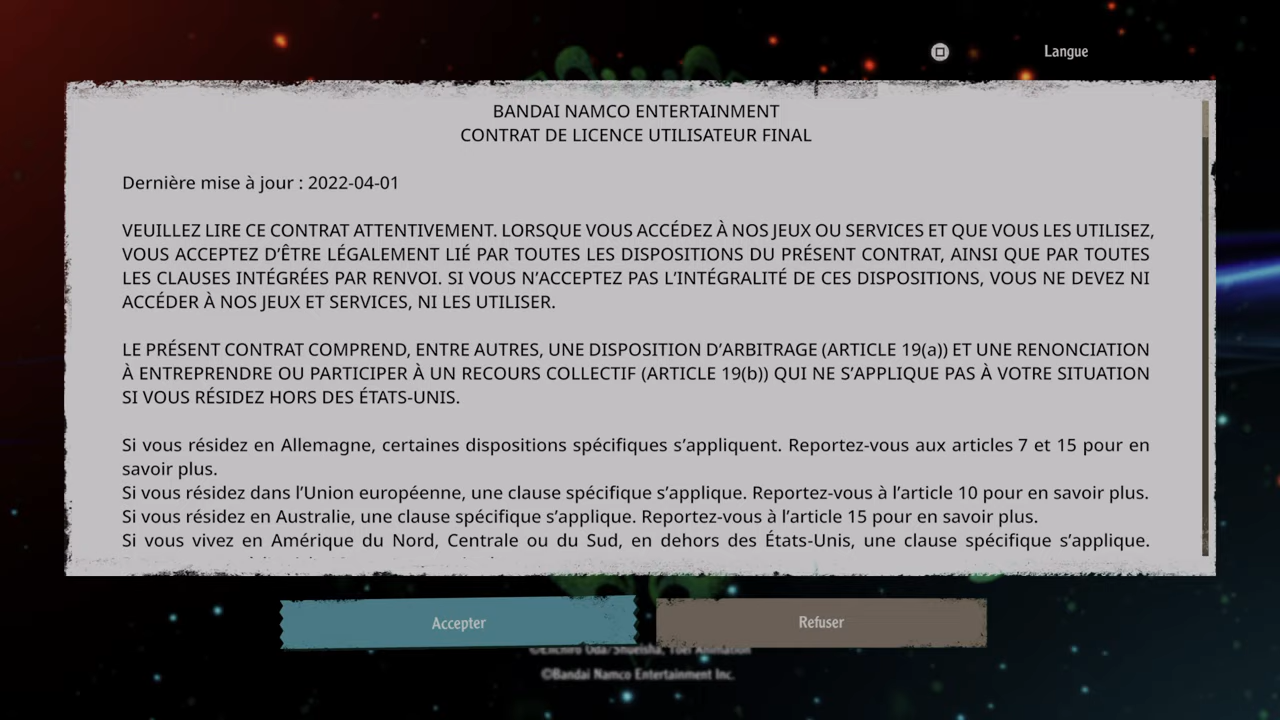 Langue
BANDAI NAMCO ENTERTAINMENT
CONTRAT DE LICENCE UTILISATEUR FINAL
Dernière mise à jour : 2022-04-01
VEUILLEZ LIRE CE CONTRAT ATTENTIVEMENT. LORSQUE VOUS ACCÉDEZ À NOS JEUX OU SERVICES ET QUE VOUS LES UTILISEZ,
VOUS ACCEPTEZ D’ÊTRE LÉGALEMENT LIÉ PAR TOUTES LES DISPOSITIONS DU PRÉSENT CONTRAT, AINSI QUE PAR TOUTES
LES CLAUSES INTÉGRÉES PAR RENVOI. SI VOUS N’ACCEPTEZ PAS L’INTÉGRALITÉ DE CES DISPOSITIONS, VOUS NE DEVEZ NI
ACCÉDER À NOS JEUX ET SERVICES, NI LES UTILISER.
LE PRÉSENT CONTRAT COMPREND, ENTRE AUTRES, UNE DISPOSITION D’ARBITRAGE (ARTICLE 19(a)) ET UNE RENONCIATION
À ENTREPRENDRE OU PARTICIPER À UN RECOURS COLLECTIF (ARTICLE 19(b)) QUI NE S’APPLIQUE PAS À VOTRE SITUATION
SI VOUS RÉSIDEZ HORS DES ÉTATS-UNIS.
Si vous résidez en Allemagne, certaines dispositions spécifiques s’appliquent. Reportez-vous aux articles 7 et 15 pour en
savoir plus.
Si vous résidez dans l’Union européenne, une clause spécifique s’applique. Reportez-vous à l’article 10 pour en savoir plus.
Si vous résidez en Australie, une clause spécifique s’applique. Reportez-vous à l’article 15 pour en savoir plus.
Si vous vivez en Amérique du Nord, Centrale ou du Sud, en dehors des États-Unis, une clause spécifique s’applique.
Accepter
Refuser
©Eiichiro Oda/Shueisha, Toei Animation
©Bandai Namco Entertainment Inc.